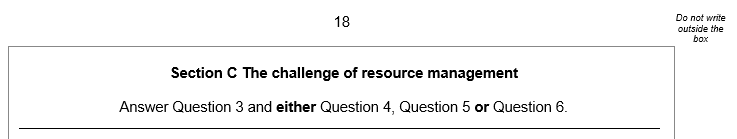 18
Do not write
outside the
box
Section C The challenge of resource management
Answer Question 3 and either Question 4, Question 5 or Question 6.